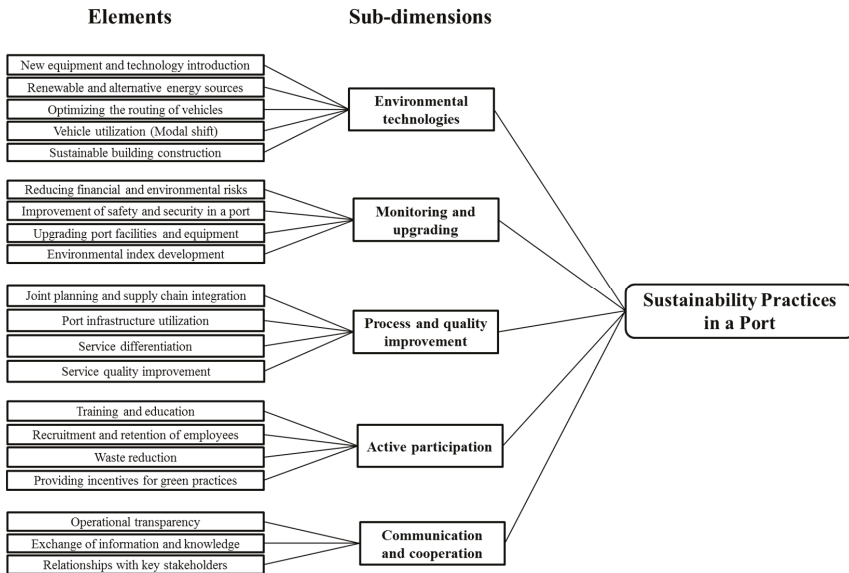 Elements
Sub-dimensions
New equipment and technology introduction
Renewable and alternative energy sources
Optimizing the routing of vehicles
Vehicle utilization (Modal shift)
Sustainable building construction
Environmental
technologies
Reducing financial and environmental risks
Improvement of safety and security in a port
Upgrading port facilities and equipment
Environmental index development
Monitoring and
upgrading
Joint planning and supply chain integration
Port infrastructure utilization
Service differentiation
Service quality improvement
Process and quality
improvement
Training and education
Recruitment and retention of employees
Waste reduction
Providing incentives for green practices
Active participation
Operational transparency
Exchange of information and knowledge
Relationships with key stakeholders
Communication
and cooperation
Sustainability Practices
in a Port